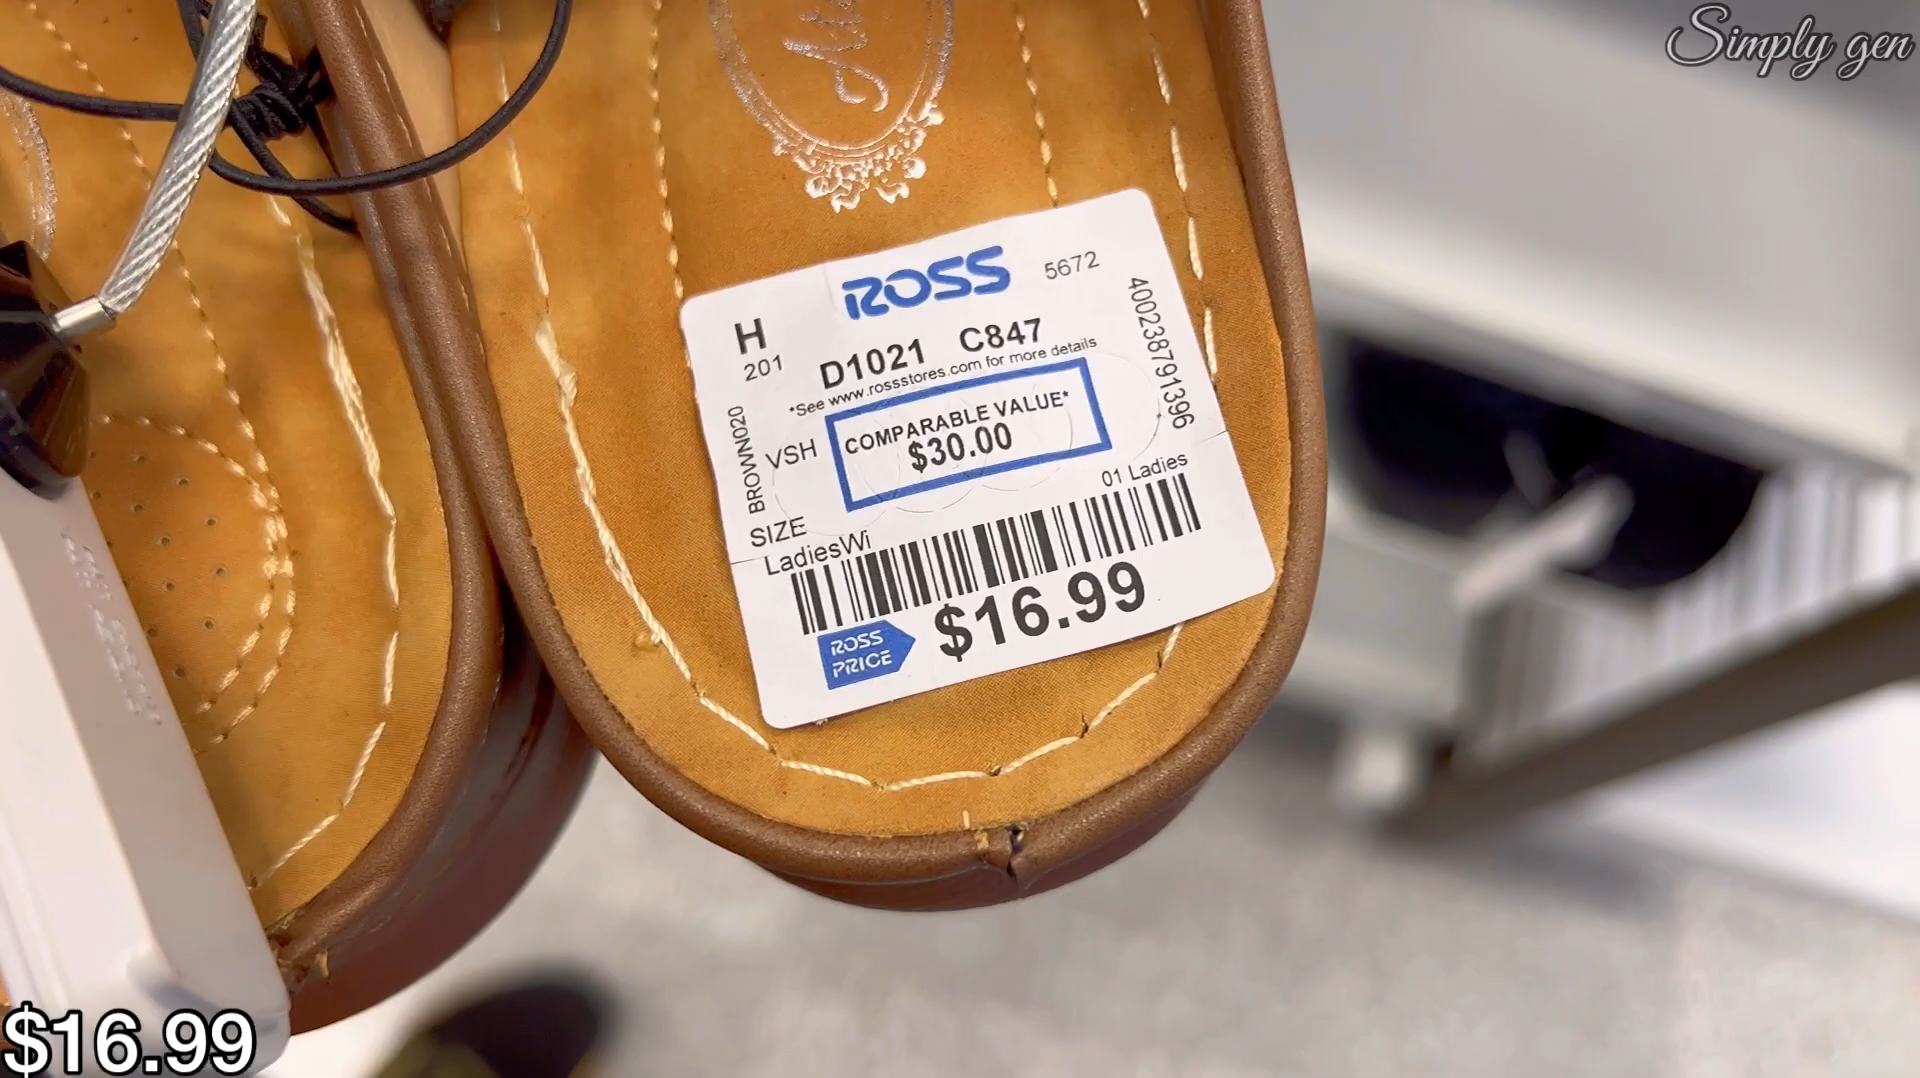 Simply gen
ROSS
5672
H
201
D1021 C847
400238791396
*See www.rossstores.com for more details
BROWN020
VSH
COMPARABLE VALUE*
$30.00
01 Ladies
SIZE
LadiesWi
ROSS
PRICE
$16.99
$16.99